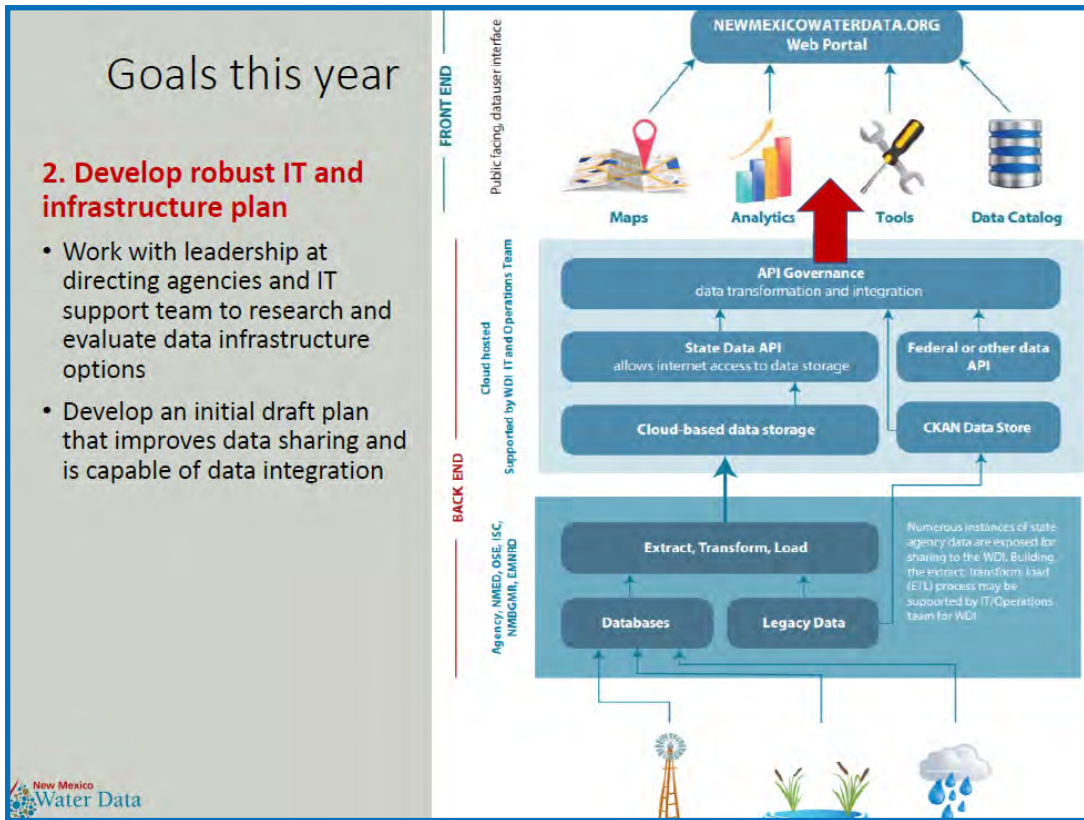 Goals this year
2. Develop robust IT and
infrastructure plan
• Work with leadership at
directing agencies and IT
support team to research and
evaluate data infrastructure
options
• Develop an initial draft plan
that improves data sharing and
is capable of data integration
New Mexico
Water Data
FRONT END
Public facing, data user interface
NEWMEXICOWATERDATA.ORG
Web Portal
Maps
Analytics
Tools
Data Catalog
BACK END
Cloud hosted
Supported by WDI IT and Operations Team
API Governance
data transformation and integration
State Data API
allows internet access to data storage
Federal or other data
API
Cloud-based data storage
CKAN Data Store
Agency, NMED, OSE, ISC,
NMBGMR, EMNRD
Extract, Transform, Load
Databases
Legacy Data
Numerous instances of state
agency data are exposed for
sharing to the WDI. Building
the extract, transform, load
(ETL) process may be
supported by IT/Operations
team for WDI